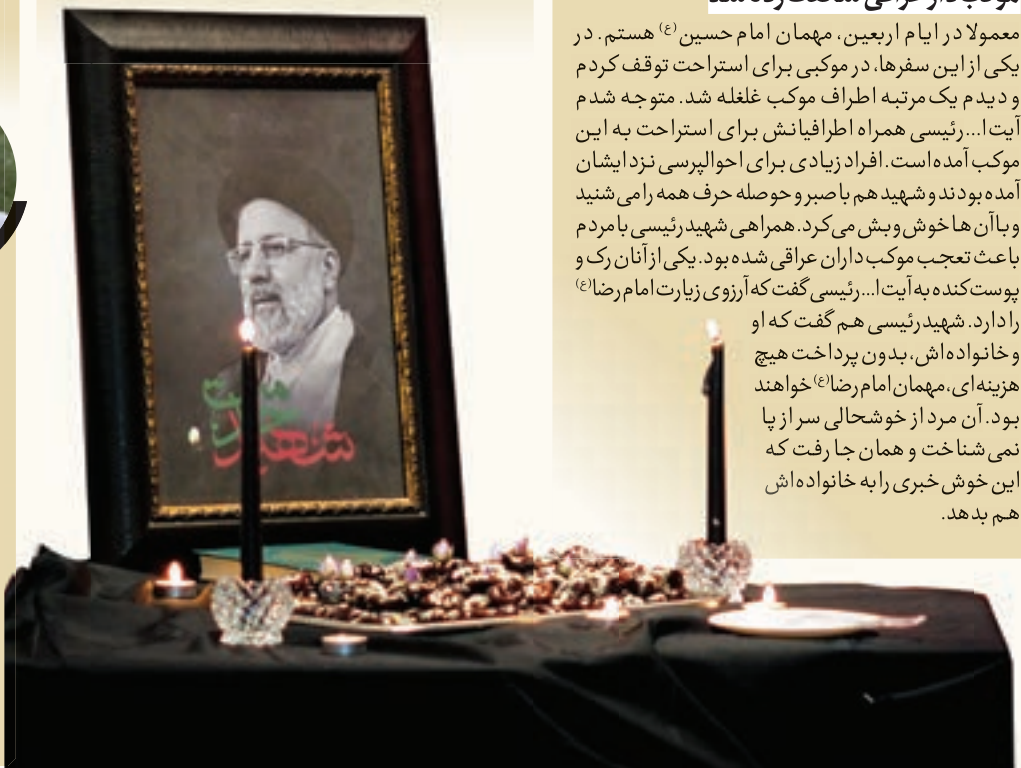 موکب‌دار عراقی شگفت‌زده شد
معمولا در ایام اربعین، مهمان امام حسین(ع) هستم. در
یکی از این سفرها، در موکبی برای استراحت توقف کردم
و دیدم یک مرتبه اطراف موکب غلغله شد. متوجه شدم
آیت‌ا... رئیسی همراه اطرافیانش برای استراحت به این
موکب آمده‌است. افراد زیادی برای احوالپرسی نزد ایشان
آمده بودند و شهید هم با صبر و حوصله حرف همه را می‌شنید
و با آن‌ها خوش و بش می‌کرد. همراهی شهید رئیسی با مردم
باعث تعجب موکب‌داران عراقی شده بود. یکی از آنان رک و
پوست‌کنده به آیت‌ا... رئیسی گفت که آرزوی زیارت امام رضا(ع)
را دارد. شهید رئیسی هم گفت که او
و خانواده‌اش، بدون پرداخت هیچ
هزینه‌ای، مهمان امام رضا(ع) خواهند
بود. آن مرد از خوشحالی سر از پا
نمی‌شناخت و همان جا رفت که
این خوش خبری را به خانواده‌اش
هم بدهد.
شهید